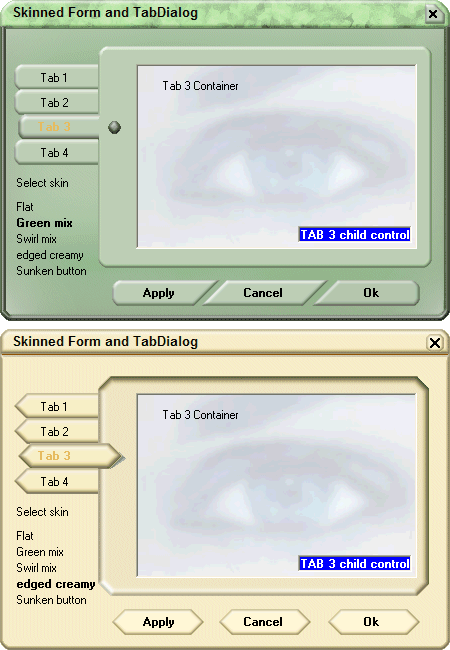 Skinned Form and TabDialog
Tab 1
Tab 2
Tab 3
Tab 4
Tab 3 Container
TAB 3 child control
Select skin
Flat
Green mix
Swirl mix
edged creamy
Sunken button
Apply Cancel Ok
Skinned Form and TabDialog
Tab 1
Tab 2
Tab 3
Tab 4
Tab 3 Container
TAB 3 child control
Select skin
Flat
Green mix
Swirl mix
edged creamy
Sunken button
Apply Cancel Ok